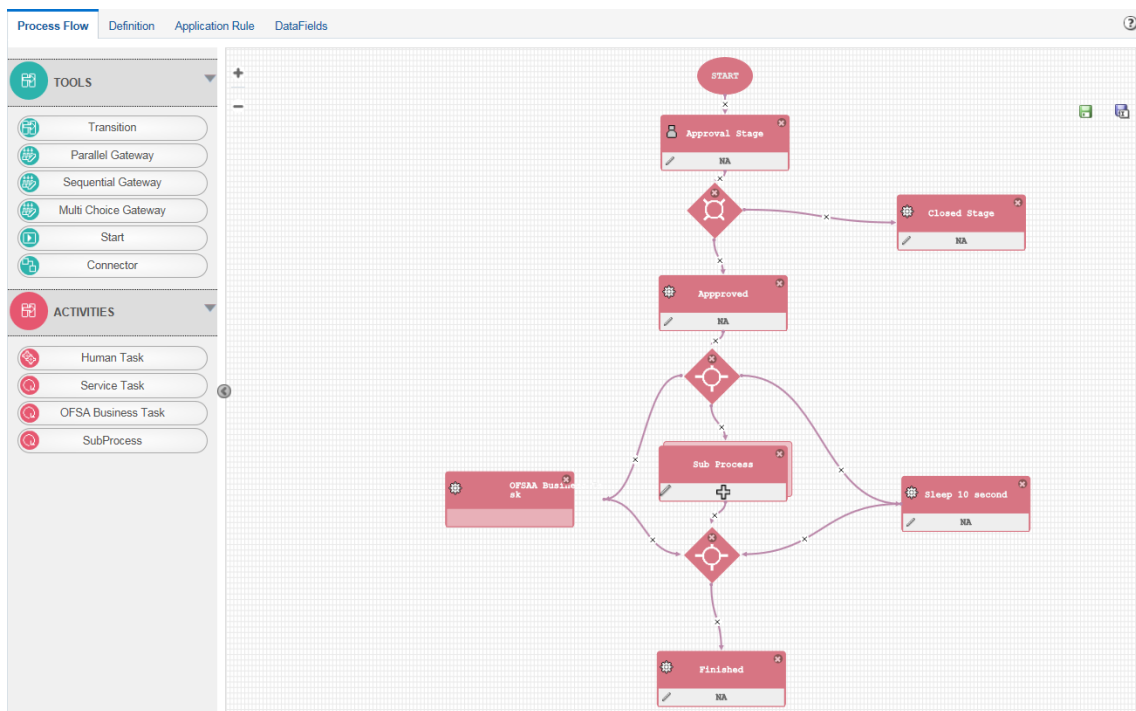 Process Flow Definition Application Rule DataFields
TOOLS
Transition
Parallel Gateway
Sequential Gateway
Multi Choice Gateway
Start
Connector
ACTIVITIES
Human Task
Service Task
OFSA Business Task
SubProcess
START
Approval Stage
NA
Closed Stage
NA
Appproved
NA
Sub Process
OFSAA
sk
Sleep 10 second
NA
Finished
NA